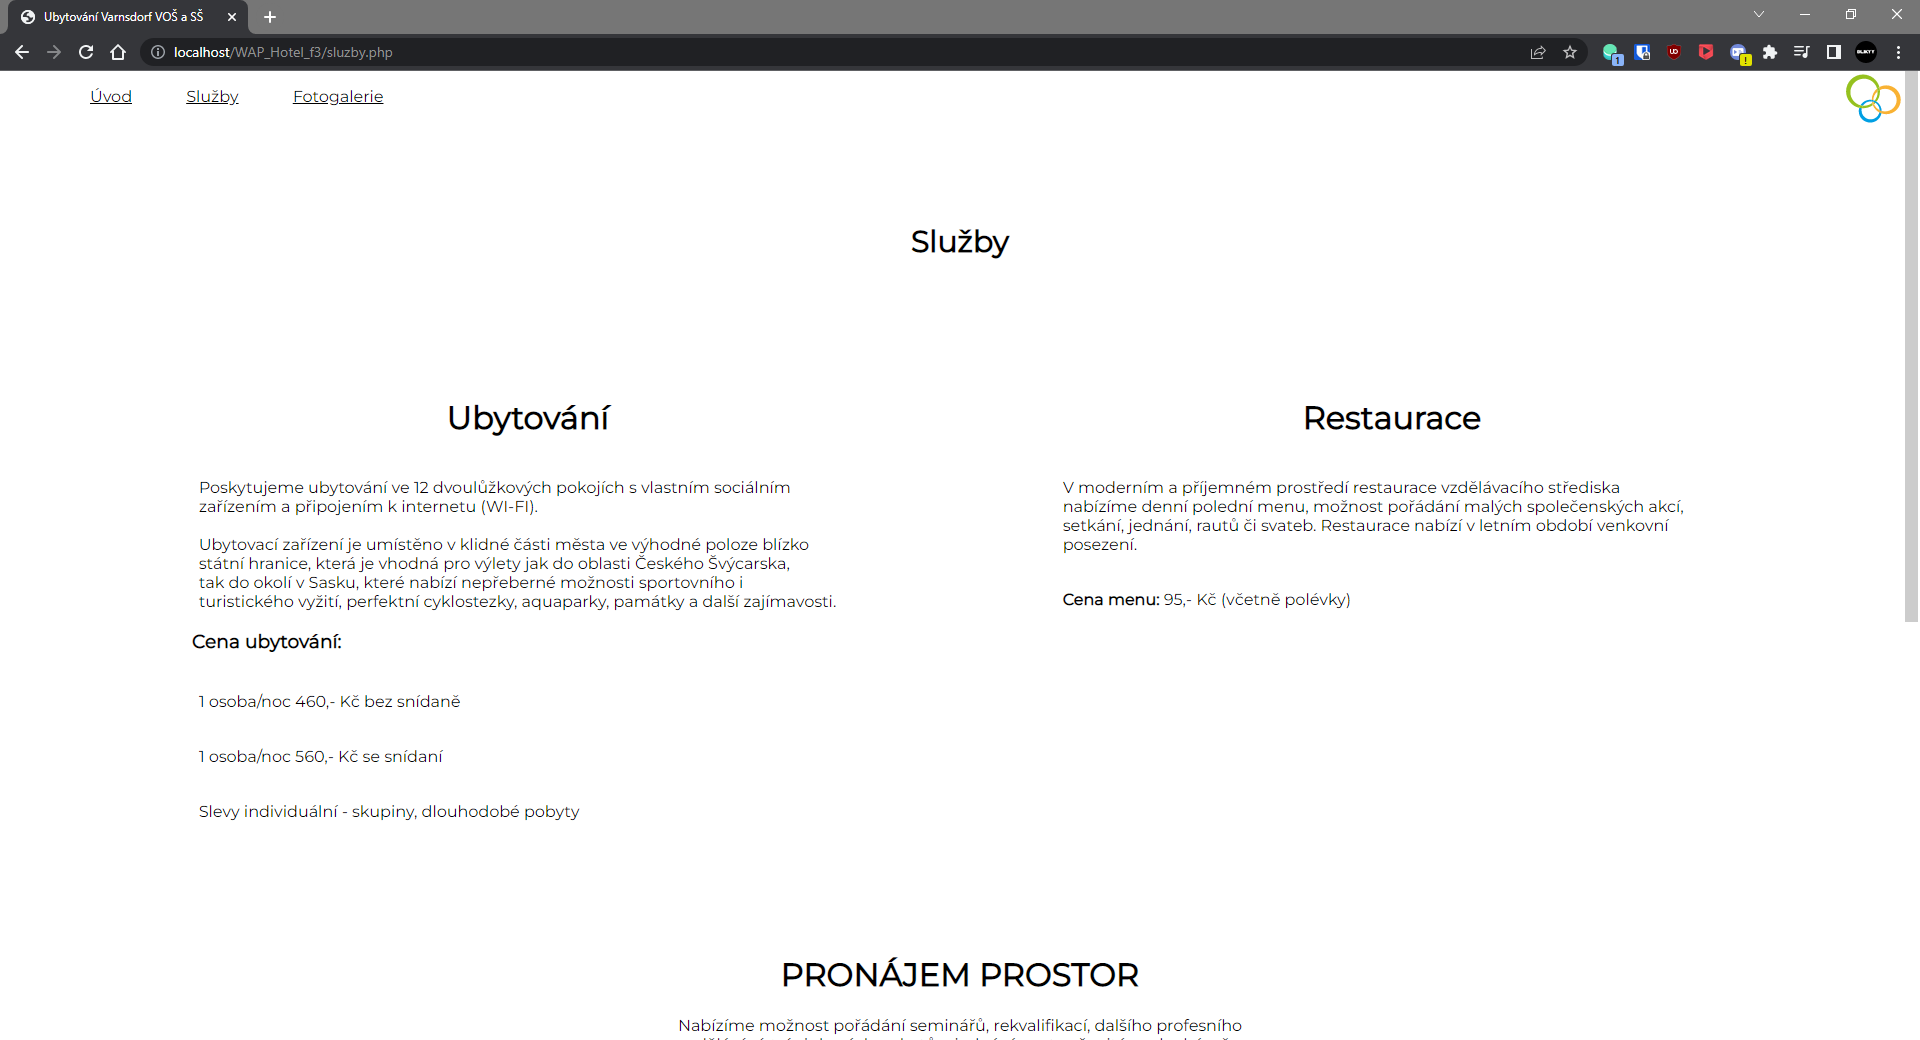 Ubytování Varnsdorf VOŠ a SŠ
localhost/WAP_Hotel_f3/sluzby.php
Úvod Služby Fotogalerie
Služby
Ubytování
Poskytujeme ubytování ve 12 dvoulůžkových pokojích s vlastním sociálním
zařízením a připojením k internetu (WI-FI).
Ubytovací zařízení je umístěno v klidné části města ve výhodné poloze blízko
státní hranice, která je vhodná pro výlety jak do oblasti Českého Švýcarska,
tak do okolí v Sasku, které nabízí nepřeberné možnosti sportovního i
turistického vyžití, perfektní cyklostezky, aquaparky, památky a další zajímavosti.
Cena ubytování:
1 osoba/noc 460,- Kč bez snídaně
1 osoba/noc 560,- Kč se snídaní
Slevy individuální - skupiny, dlouhodobé pobyty
Restaurace
V moderním a příjemném prostředí restaurace vzdělávacího střediska
nabízíme denní polední menu, možnost pořádání malých společenských akcí,
setkání, jednání, rautů či svateb. Restaurace nabízí v letním období venkovní
posezení.
Cena menu: 95,- Kč (včetně polévky)
PRONÁJEM PROSTOR
Nabízíme možnost pořádání seminářů, rekvalifikací, dalšího profesního